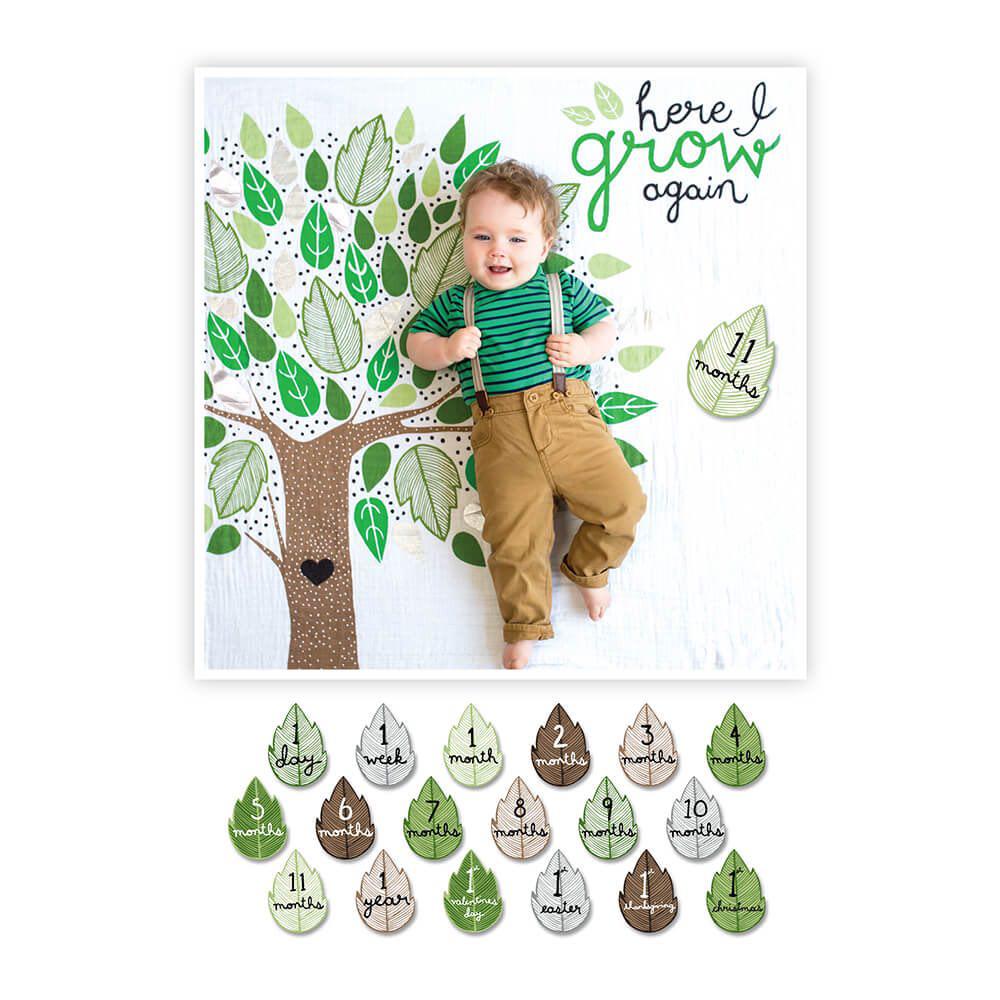 here I
grow
again
11
months
1
day
1
week
1
month
2
months
3
months
4
months
5
months
6
months
7
months
8
months
9
months
10
months
11
months
1
year
1st
valentines
day
1st
easter
1st
thanksgiving
1st
christmas